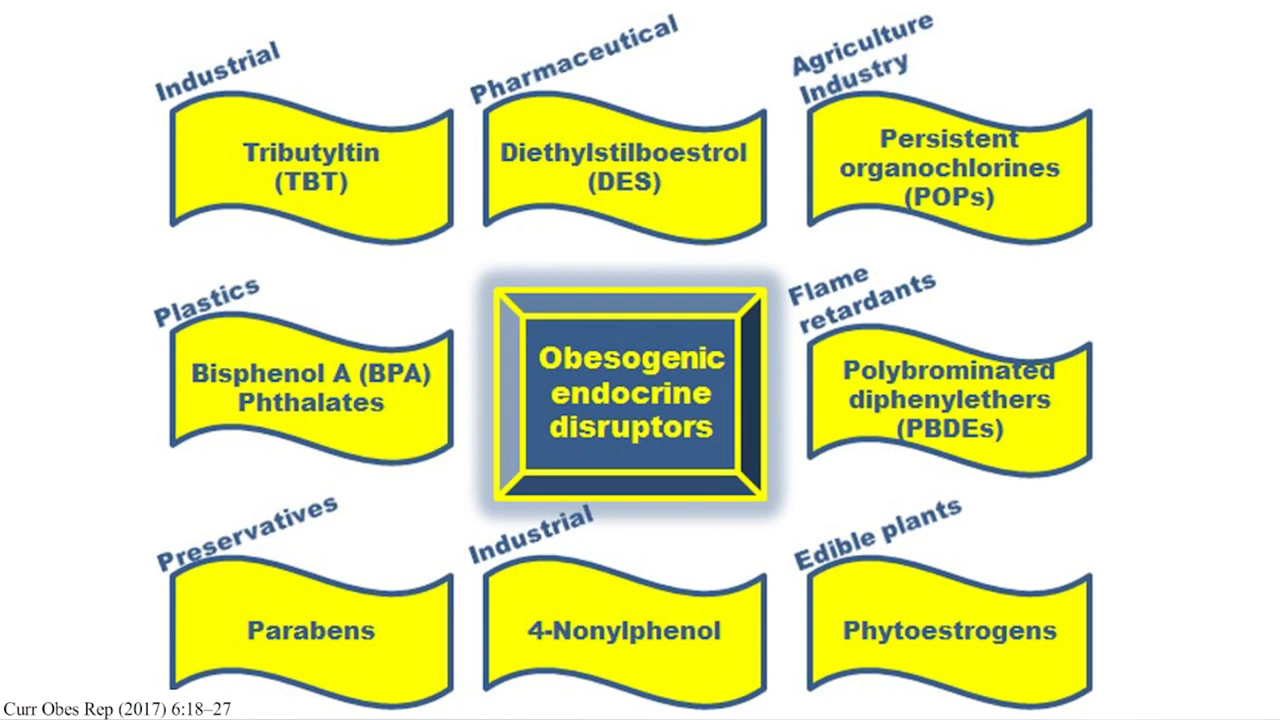 Industrial
Tributyltin
(TBT)
Pharmaceutical
Diethylstilboestrol
(DES)
Agriculture
Industry
Persistent
organochlorines
(POPs)
Plastics
Bisphenol A (BPA)
Phthalates
Obesogenic
endocrine
disruptors
Flame
retardants
Polybrominated
diphenylethers
(PBDEs)
Preservatives
Parabens
Industrial
4-Nonylphenol
Edible plants
Phytoestrogens
Curr Obes Rep (2017) 6:18–27